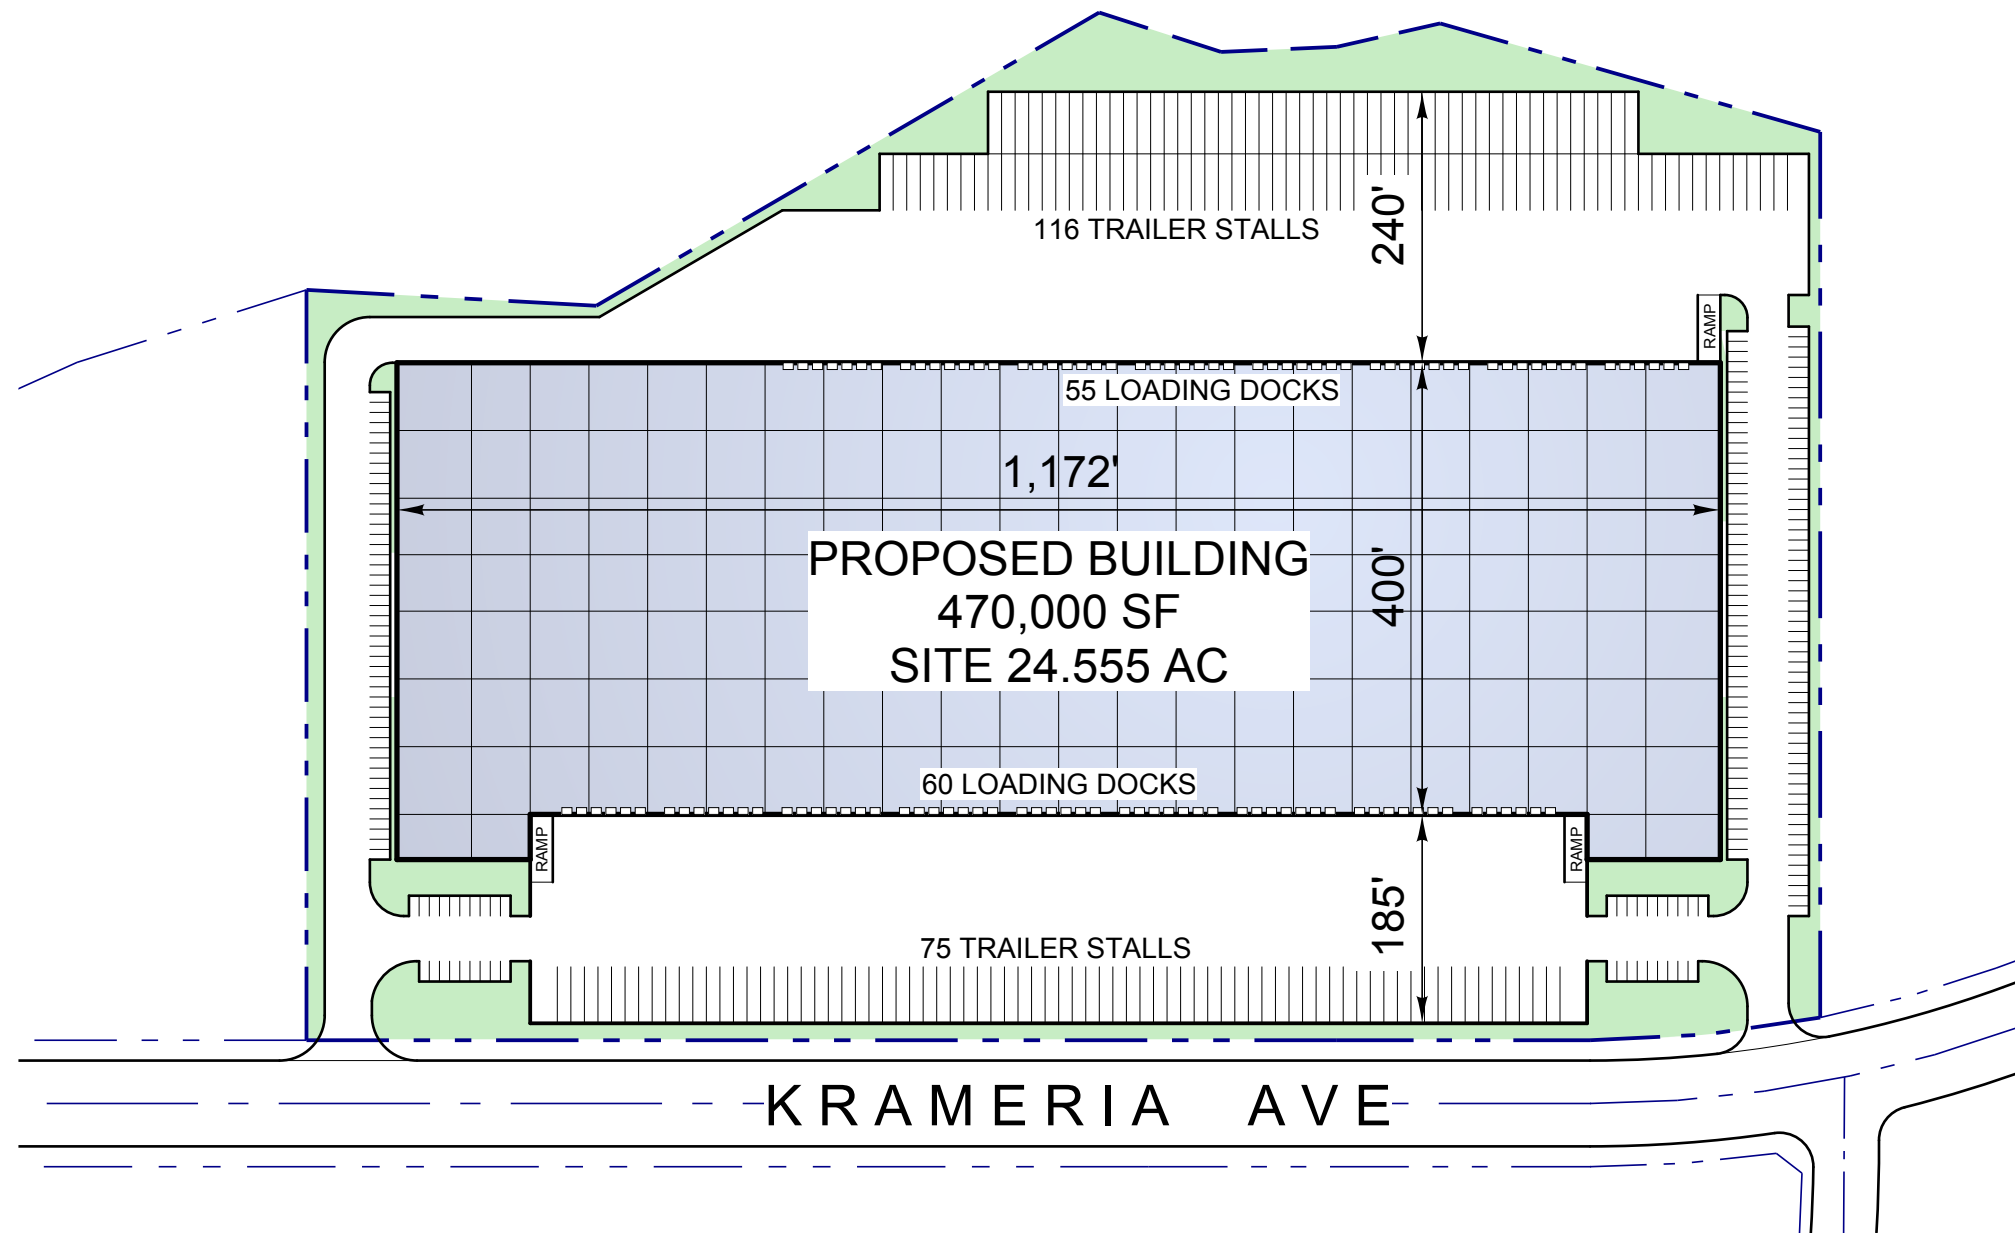 240'
116 TRAILER STALLS
RAMP
55 LOADING DOCKS
1,172'
PROPOSED BUILDING
470,000 SF
SITE 24.555 AC
400'
60 LOADING DOCKS
RAMP
RAMP
185'
75 TRAILER STALLS
KRAMERIA AVE